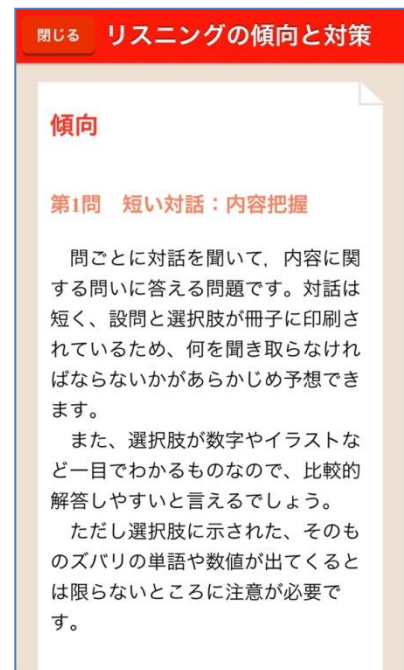 閉じる リスニングの傾向と対策
傾向
第1問　短い対話：内容把握
　問ごとに対話を聞いて，内容に関
する問いに答える問題です。対話は
短く、設問と選択肢が冊子に印刷さ
れているため、何を聞き取らなけれ
ばならないかがあらかじめ予想でき
ます。
　また、選択肢が数字やイラストな
ど一目でわかるものなので、比較的
解答しやすいと言えるでしょう。
　ただし選択肢に示された、そのも
のズバリの単語や数値が出てくると
は限らないところに注意が必要で
す。